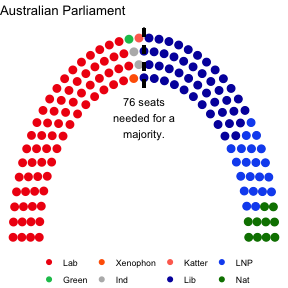 Australian Parliament
76 seats
needed for a
majority.
Lab Xenophon Katter LNP
Green Ind Lib Nat